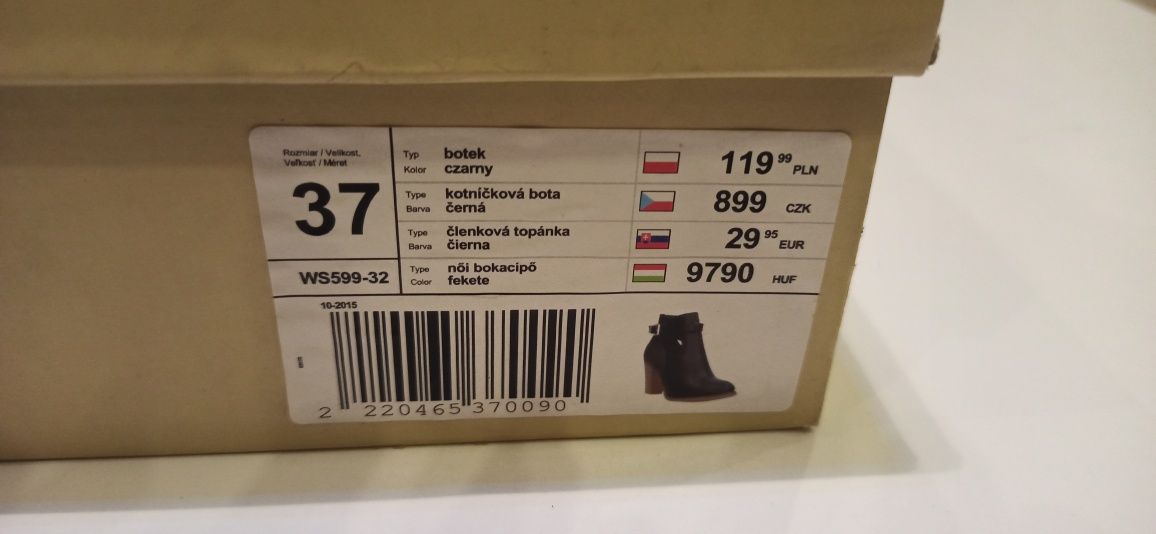 Rozmiar / Velikost,
Veľkosť / Méret
37
WS599-32
Typ botek
Kolor czarny
119 99 PLN
Type kotníčková bota
Barva černá
899 CZK
Type členková topánka
Barva čierna
29 95 EUR
Type női bokacipő
Color fekete
9790 HUF
10-2015
2 220465 370090